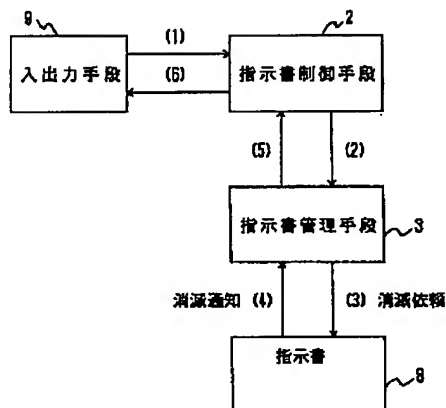 9
2
入出力手段
(1)
(6)
指示書制御手段
(5)
(2)
指示書管理手段
3
消滅通知 (4)
(3) 消滅依頼
指示書
8